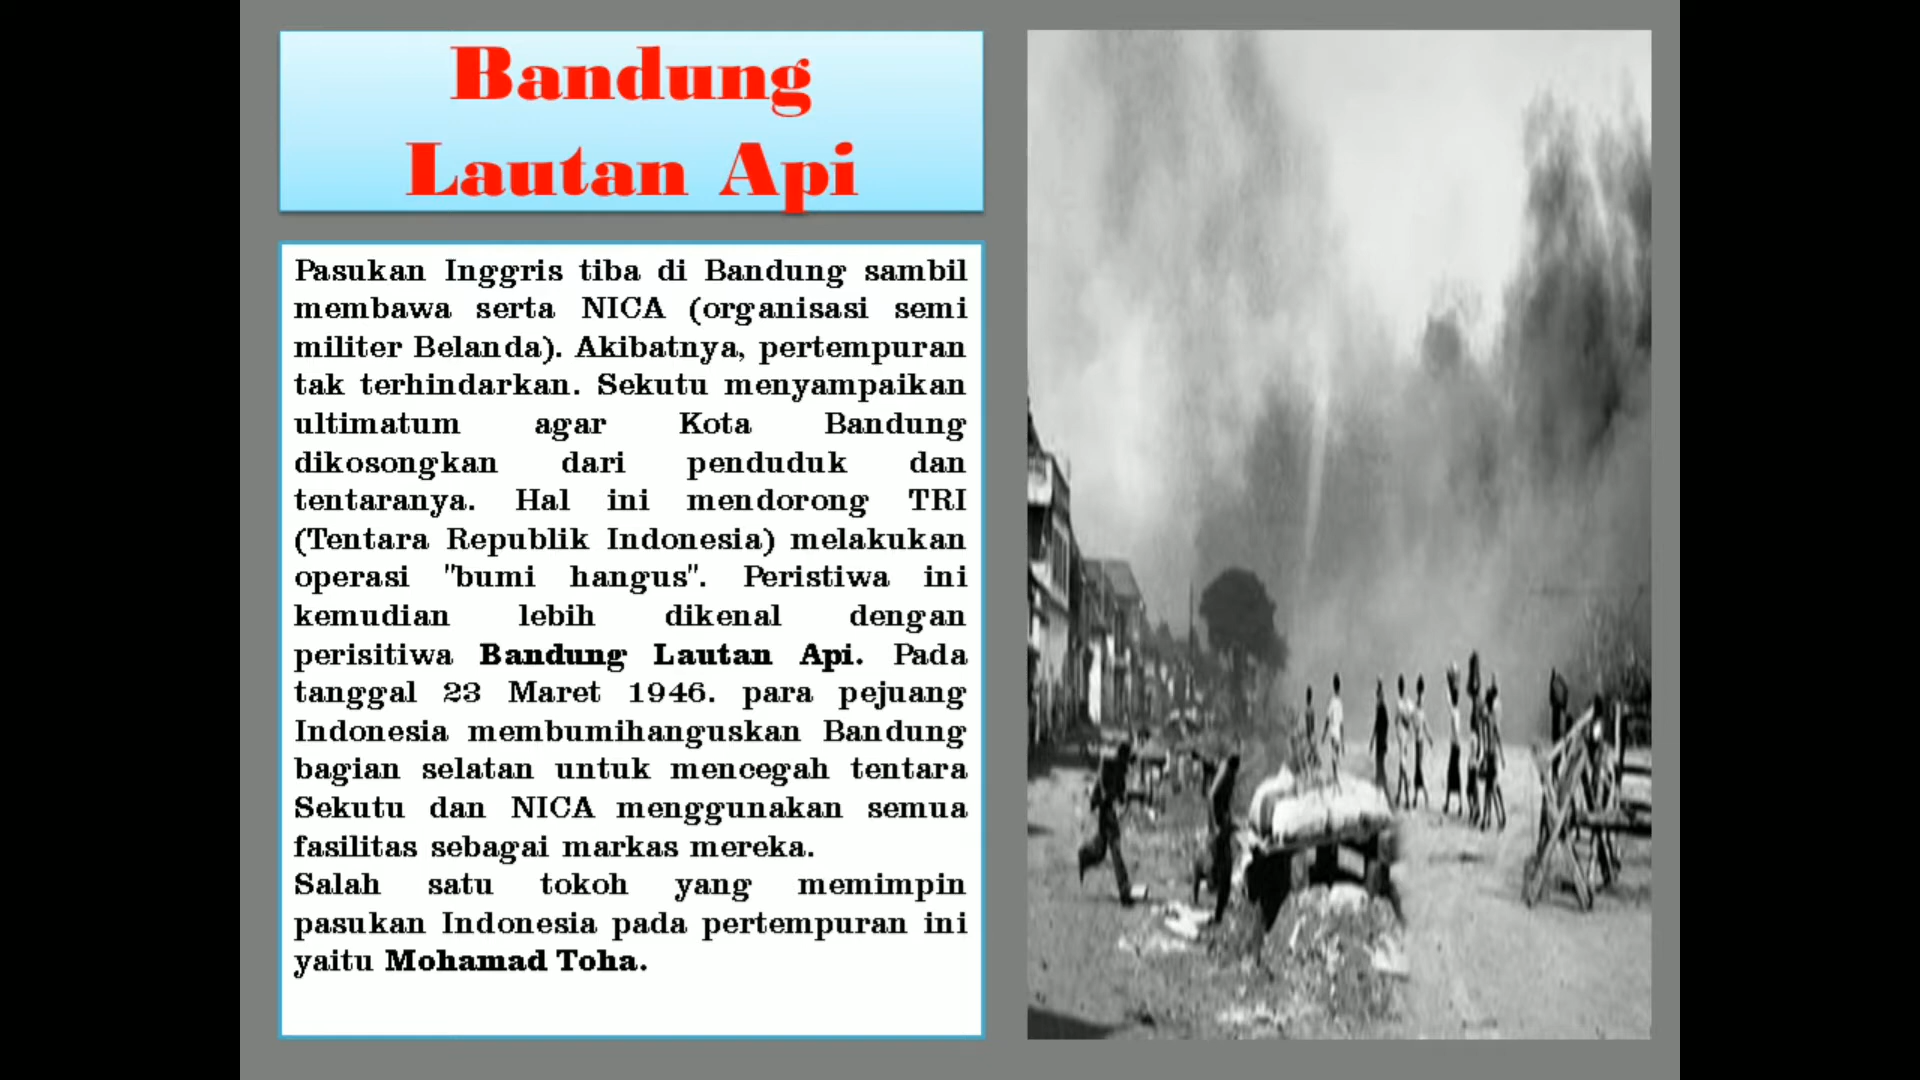 Bandung
Lautan Api
Pasukan Inggris tiba di Bandung sambil
membawa serta NICA (organisasi semi
militer Belanda). Akibatnya, pertempuran
tak terhindarkan. Sekutu menyampaikan
ultimatum agar Kota Bandung
dikosongkan dari penduduk dan
tentaranya. Hal ini mendorong TRI
(Tentara Republik Indonesia) melakukan
operasi "bumi hangus". Peristiwa ini
kemudian lebih dikenal dengan
perisitiwa Bandung Lautan Api. Pada
tanggal 23 Maret 1946. para pejuang
Indonesia membumihanguskan Bandung
bagian selatan untuk mencegah tentara
Sekutu dan NICA menggunakan semua
fasilitas sebagai markas mereka.
Salah satu tokoh yang memimpin
pasukan Indonesia pada pertempuran ini
yaitu Mohamad Toha.